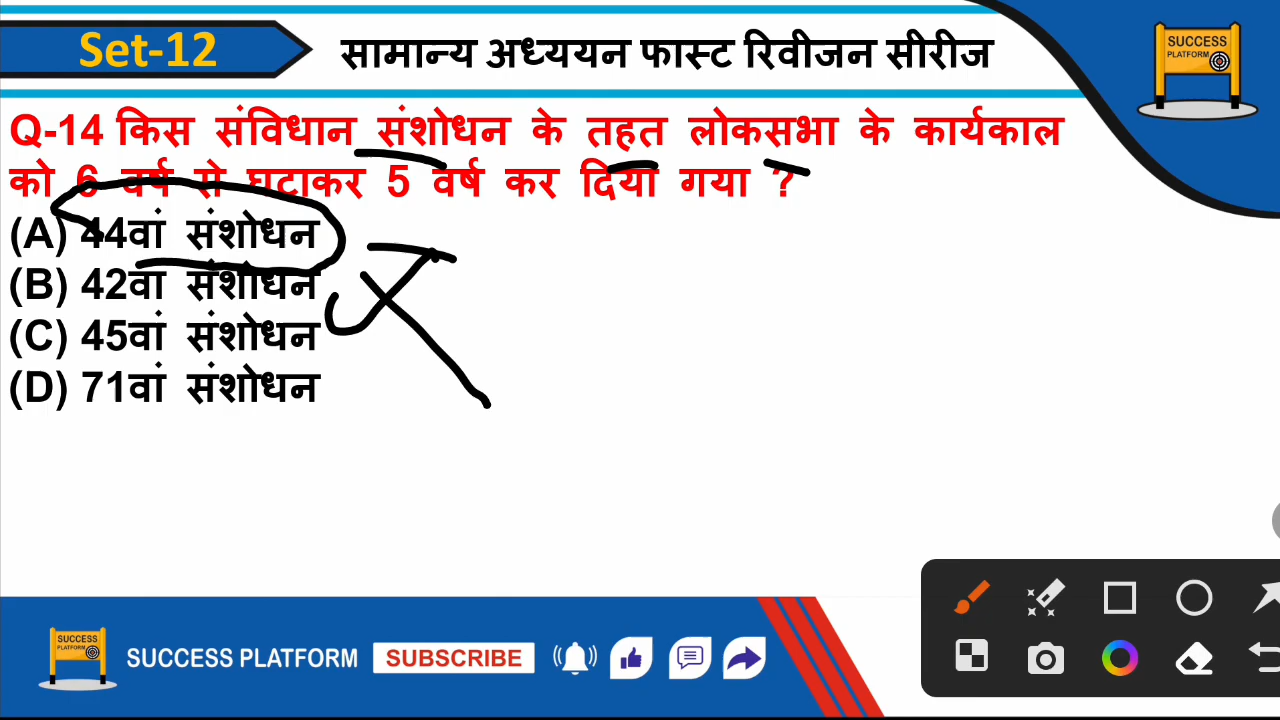 Set-12
सामान्य अध्ययन फास्ट रिवीजन सीरीज
SUCCESS
PLATFORM
Q-14 किस संविधान संशोधन के तहत लोकसभा के कार्यकाल
को 6 वर्ष से घटाकर 5 वर्ष कर दिया गया ?
(A) 44वां संशोधन
(B) 42वां संशोधन
(C) 45वां संशोधन
(D) 71वां संशोधन
SUCCESS
PLATFORM
SUCCESS PLATFORM
SUBSCRIBE